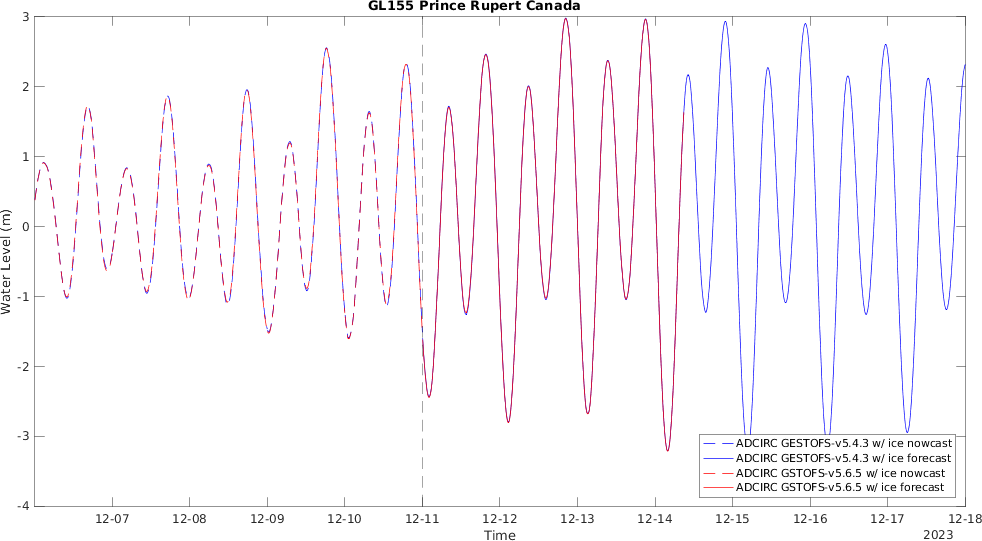 GL155 Prince Rupert Canada
3
2
1
0
-1
-2
-3
-4
Water Level (m)
ADCIRC GESTOFS-v5.4.3 w/ ice nowcast
ADCIRC GESTOFS-v5.4.3 w/ ice forecast
ADCIRC GSTOFS-v5.6.5 w/ ice nowcast
ADCIRC GSTOFS-v5.6.5 w/ ice forecast
12-07 12-08 12-09 12-10 12-11 12-12 12-13 12-14 12-15 12-16 12-17 12-18
Time
2023